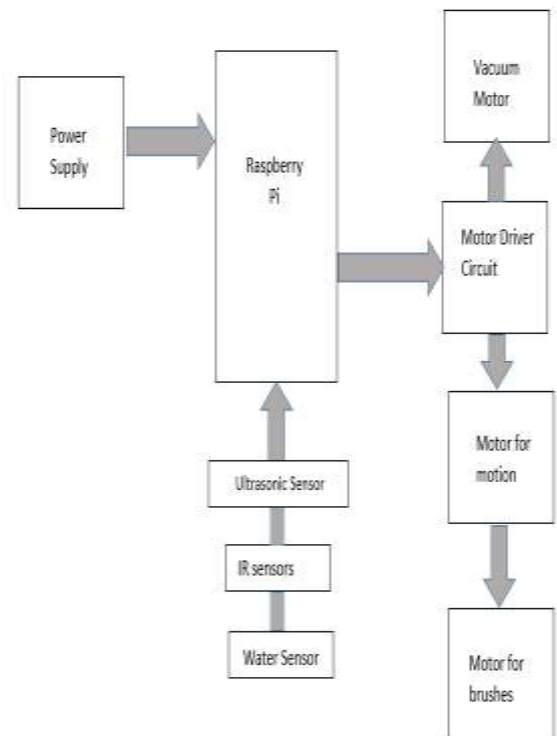 Vacuum
Motor
Power
Supply
Raspberry
Pi
Motor Driver
Circuit
Motor for
motion
Ultrasonic Sensor
IR sensors
Water Sensor
Motor for
brushes